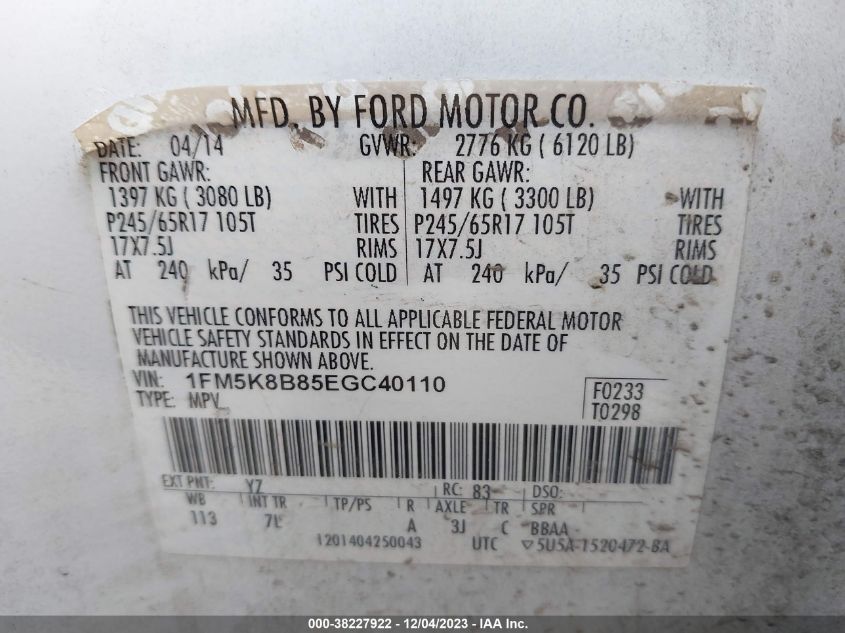 MFD. BY FORD MOTOR CO.
DATE: 04/14 GVWR: 2776 KG ( 6120 LB)
FRONT GAWR: REAR GAWR:
1397 KG ( 3080 LB) WITH 1497 KG ( 3300 LB) WITH
P245/65R17 105T TIRES P245/65R17 105T TIRES
17X7.5J RIMS 17X7.5J RIMS
AT 240 kPa/ 35 PSI COLD AT 240 kPa/ 35 PSI COLD
THIS VEHICLE CONFORMS TO ALL APPLICABLE FEDERAL MOTOR
VEHICLE SAFETY STANDARDS IN EFFECT ON THE DATE OF
MANUFACTURE SHOWN ABOVE.
VIN: 1FM5K8B85EGC40110 F0233
TYPE: MPV T0298
EXT PNT: YZ RC: 83 DSO:
WB INT TR TP/PS R AXLE TR SPR
113 7L A 3J C BBAA
1201404250043 UTC ▽5U5A-1520472-BA
000-38227922 - 12/04/2023 - IAA Inc.